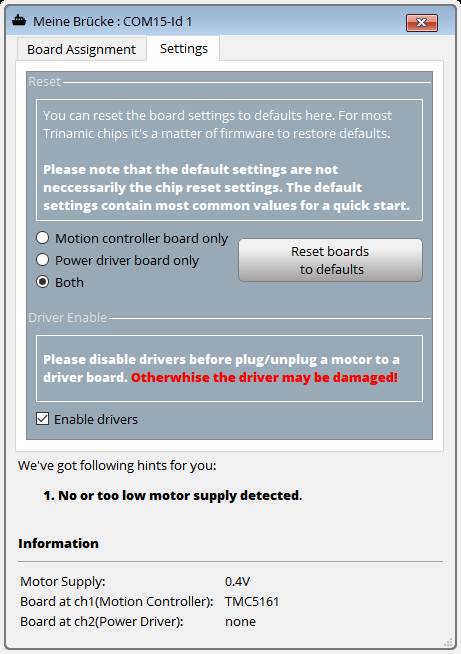 Meine Brücke : COM15-Id 1
Board Assignment
Settings
Reset
You can reset the board settings to defaults here. For most
Trinamic chips it's a matter of firmware to restore defaults.
Please note that the default settings are not
neccessarily the chip reset settings. The default
settings contain most common values for a quick start.
Motion controller board only
Power driver board only
Both
Reset boards
to defaults
Driver Enable
Please disable drivers before plug/unplug a motor to a
driver board. Otherwhise the driver may be damaged!
Enable drivers
We've got following hints for you:
1. No or too low motor supply detected.
Information
Motor Supply: 0.4V
Board at ch1(Motion Controller): TMC5161
Board at ch2(Power Driver): none